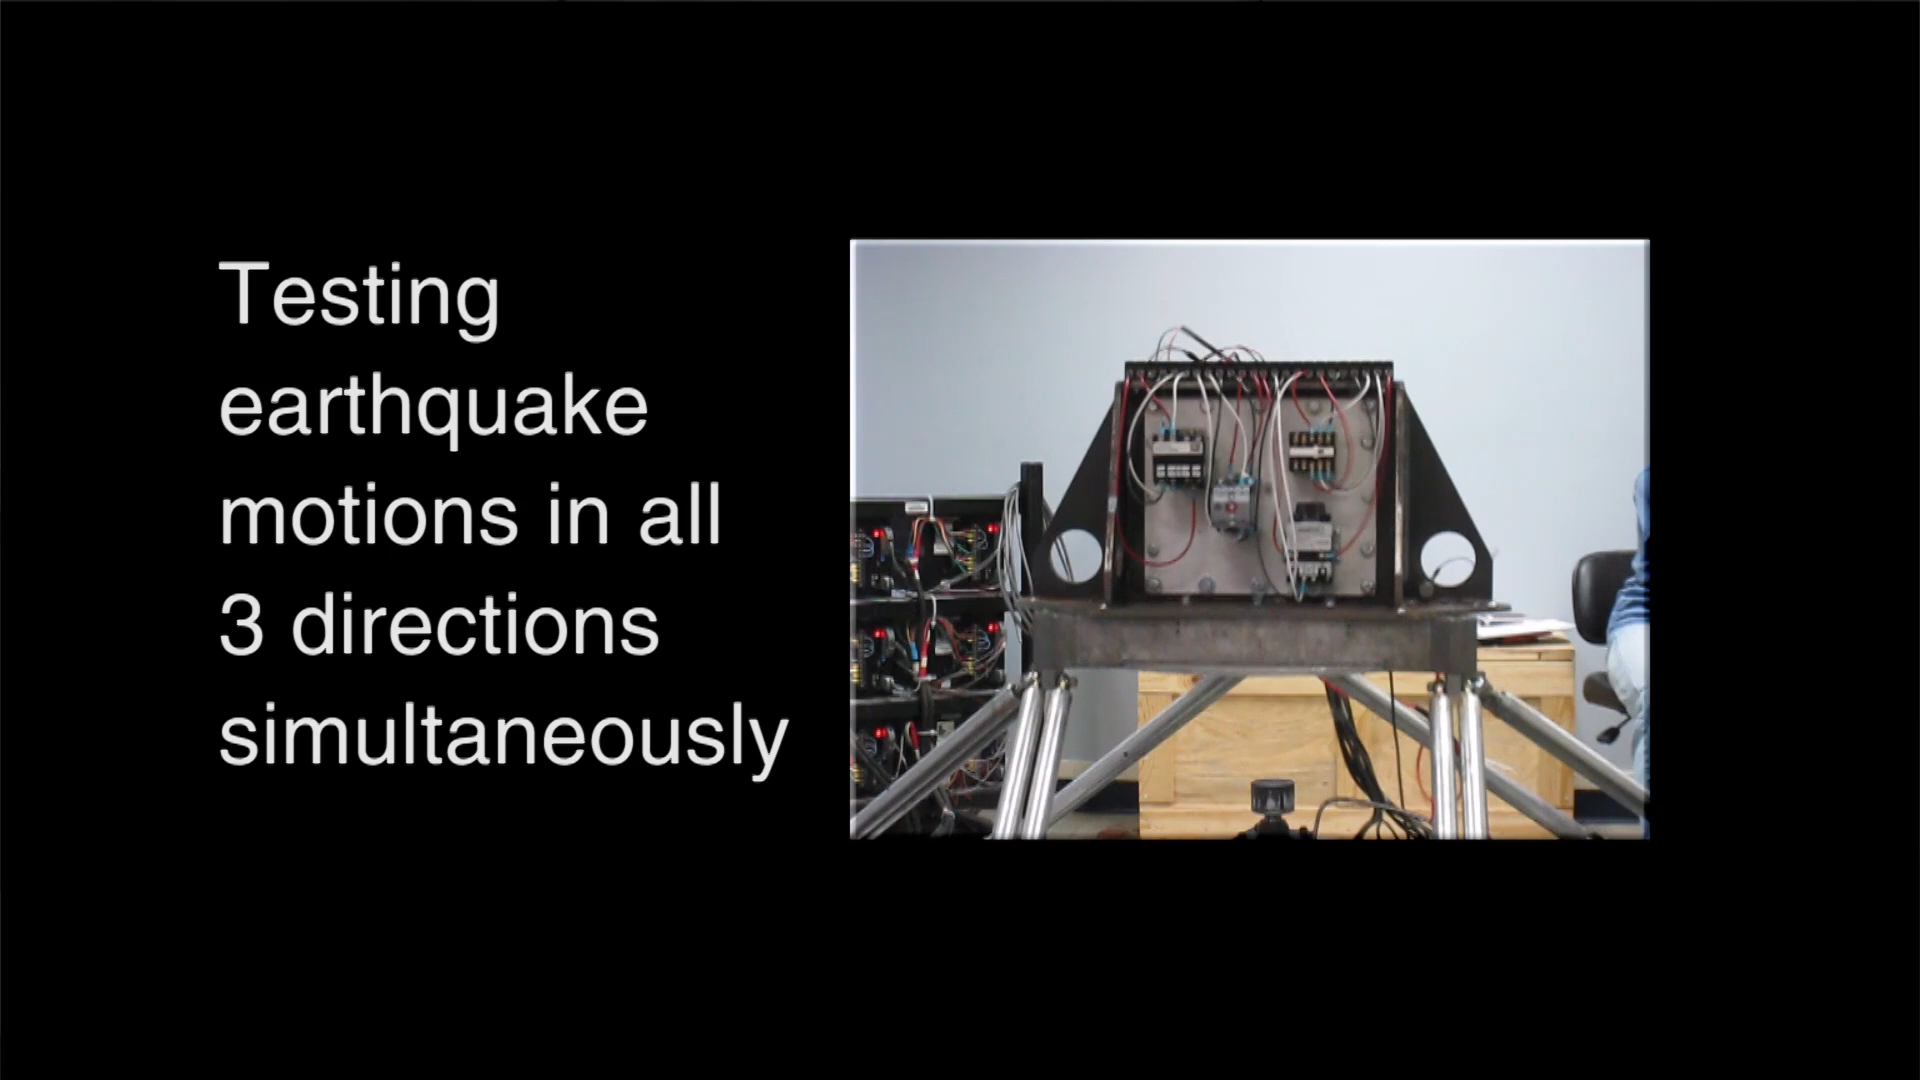 Testing
earthquake
motions in all
3 directions
simultaneously